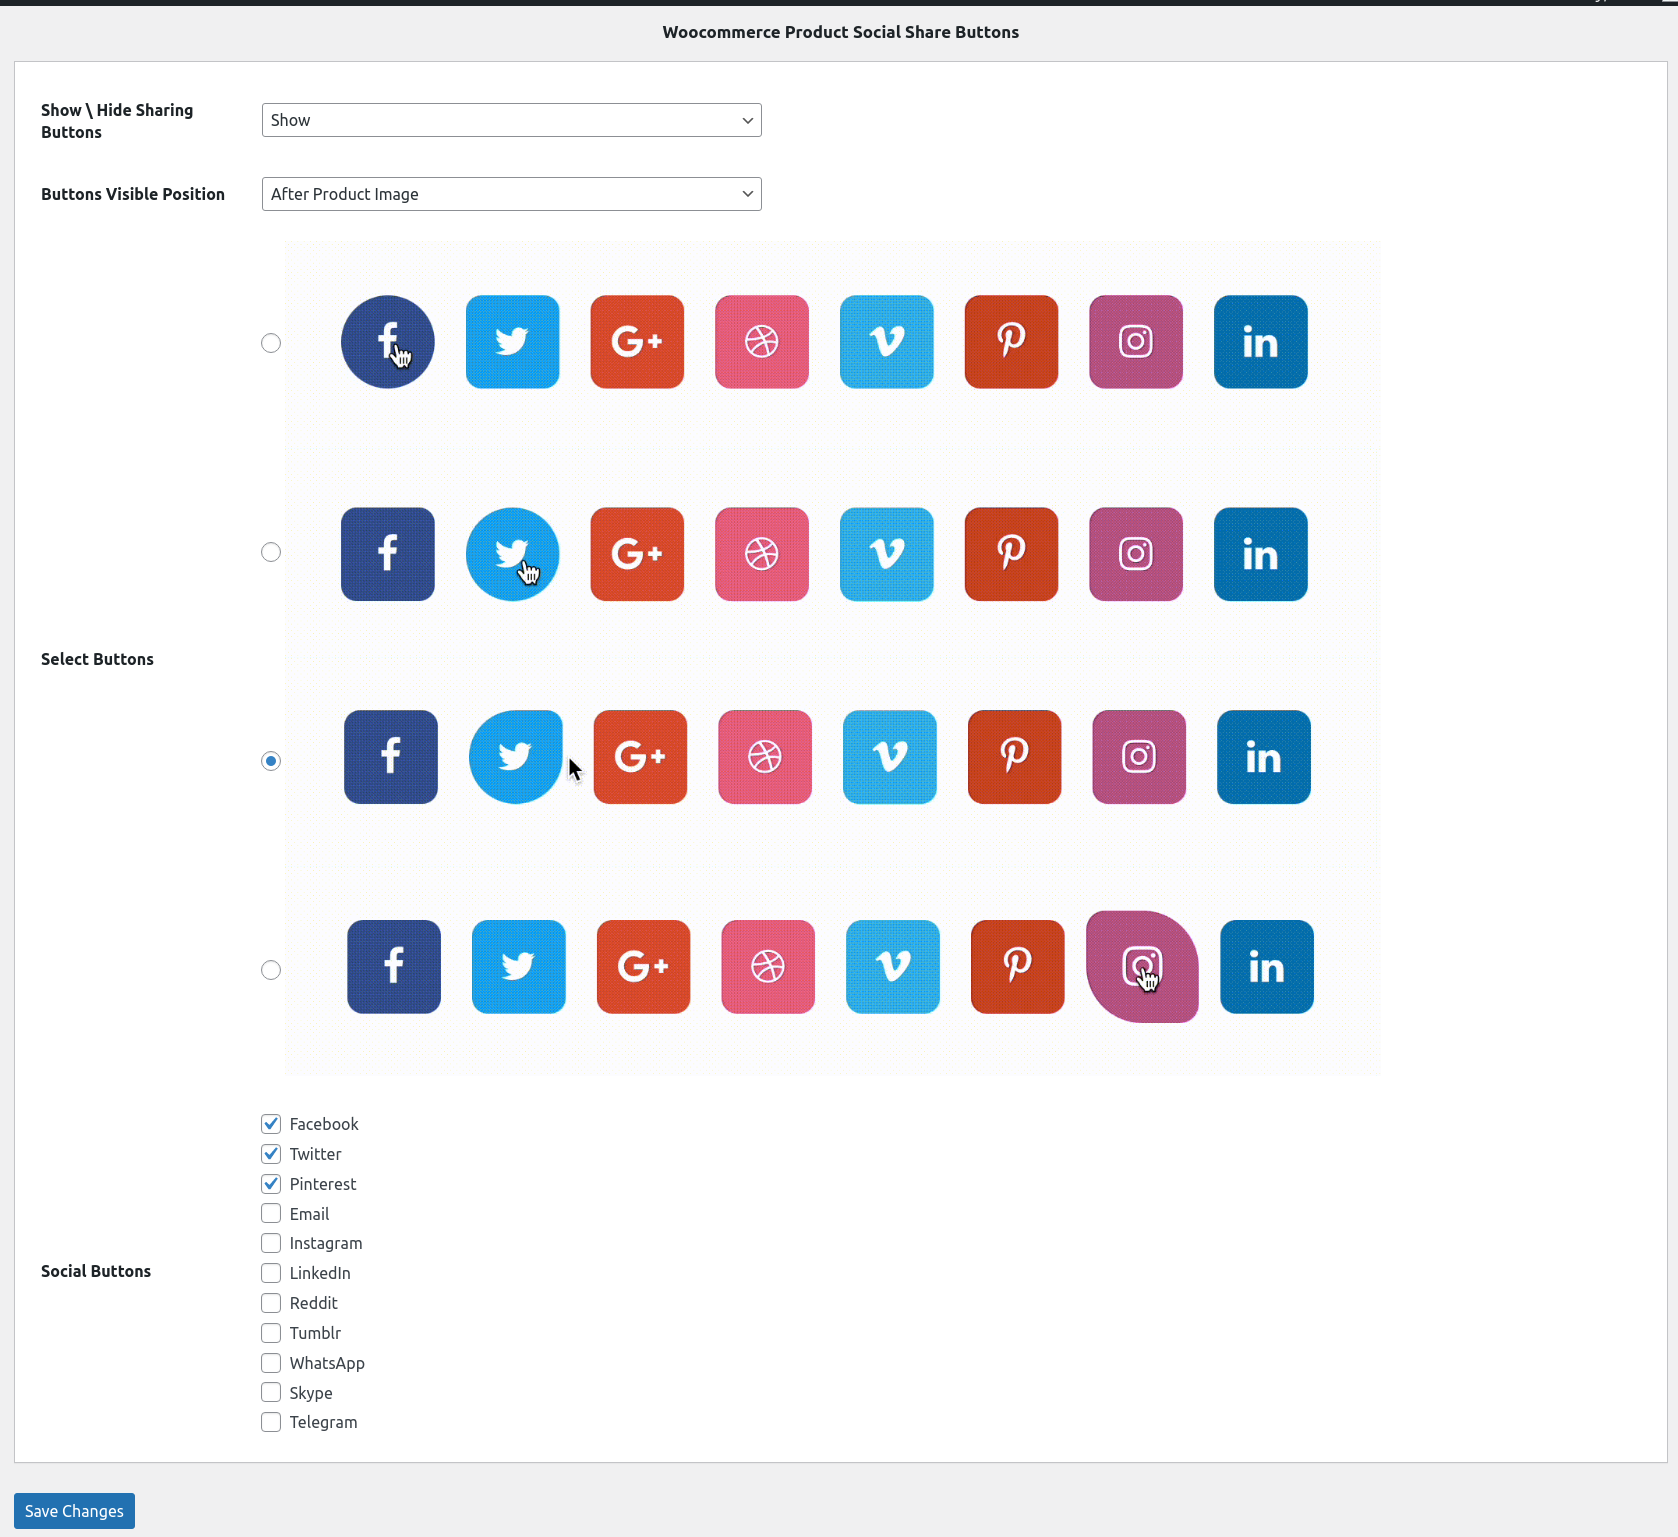 Woocommerce Product Social Share Buttons
Show \ Hide Sharing
Buttons
Show
Buttons Visible Position
After Product Image
G+
in
G+
in
Select Buttons
G+
in
G+
in
Facebook
Twitter
Pinterest
Email
Instagram
Social Buttons
LinkedIn
Reddit
Tumblr
WhatsApp
Skype
Telegram
Save Changes